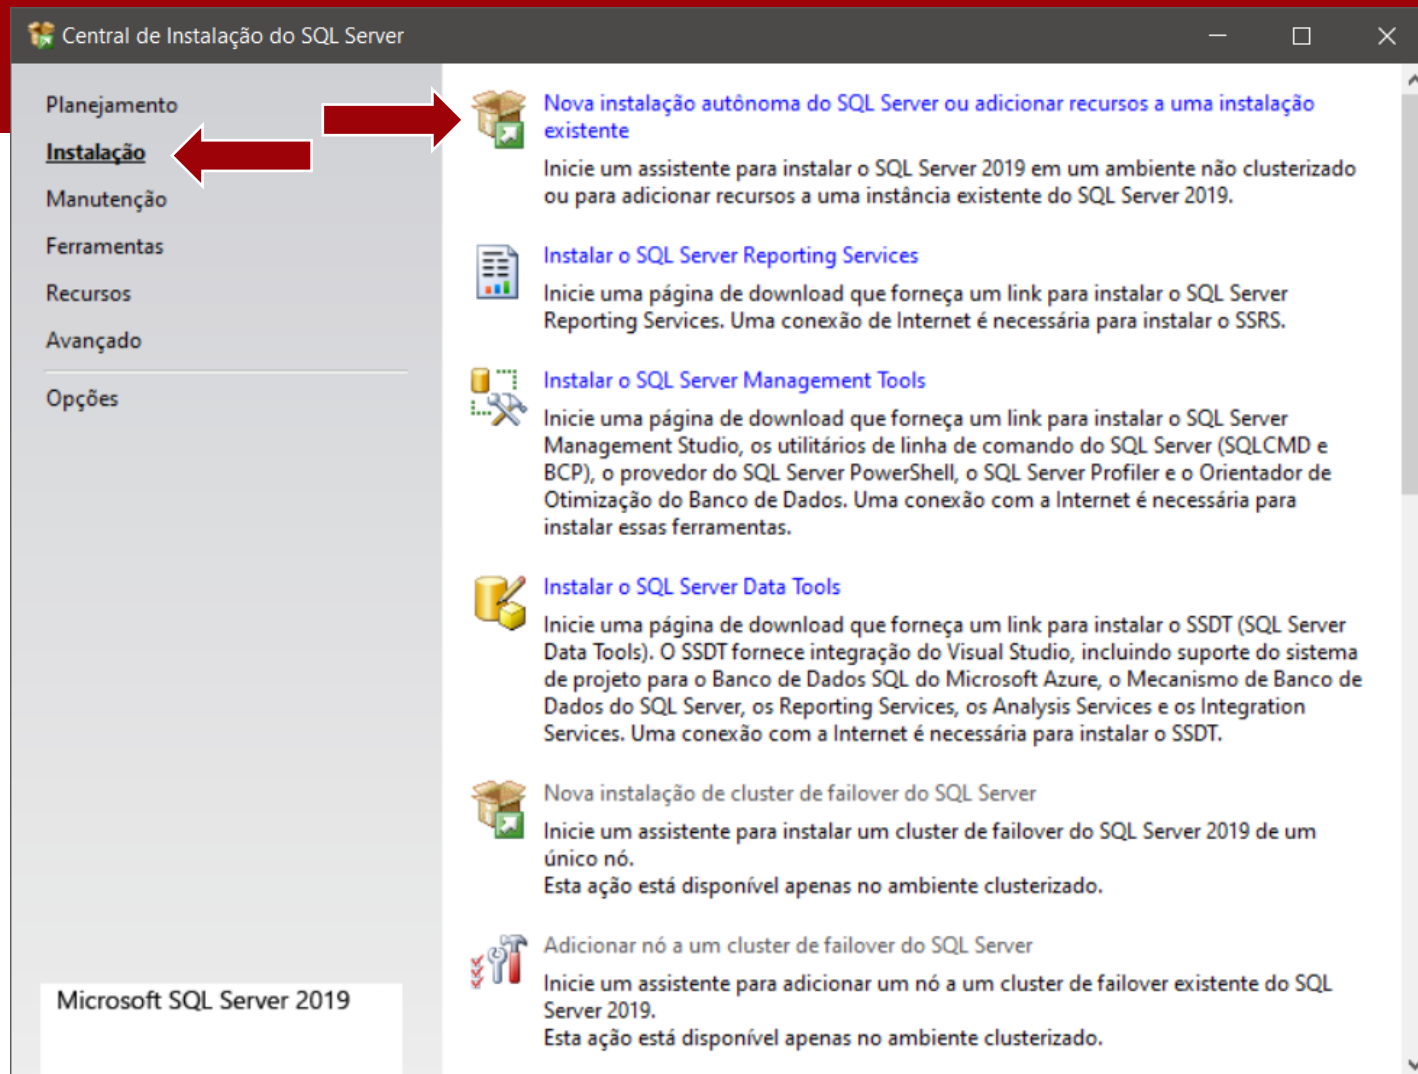 Central de Instalação do SQL Server
Planejamento
Instalação
Manutenção
Ferramentas
Recursos
Avançado
Opções
Microsoft SQL Server 2019
Nova instalação autônoma do SQL Server ou adicionar recursos a uma instalação
existente
Inicie um assistente para instalar o SQL Server 2019 em um ambiente não clusterizado
ou para adicionar recursos a uma instância existente do SQL Server 2019.
Instalar o SQL Server Reporting Services
Inicie uma página de download que forneça um link para instalar o SQL Server
Reporting Services. Uma conexão de Internet é necessária para instalar o SSRS.
Instalar o SQL Server Management Tools
Inicie uma página de download que forneça um link para instalar o SQL Server
Management Studio, os utilitários de linha de comando do SQL Server (SQLCMD e
BCP), o provedor do SQL Server PowerShell, o SQL Server Profiler e o Orientador de
Otimização do Banco de Dados. Uma conexão com a Internet é necessária para
instalar essas ferramentas.
Instalar o SQL Server Data Tools
Inicie uma página de download que forneça um link para instalar o SSDT (SQL Server
Data Tools). O SSDT fornece integração do Visual Studio, incluindo suporte do sistema
de projeto para o Banco de Dados SQL do Microsoft Azure, o Mecanismo de Banco de
Dados do SQL Server, os Reporting Services, os Analysis Services e os Integration
Services. Uma conexão com a Internet é necessária para instalar o SSDT.
Nova instalação de cluster de failover do SQL Server
Inicie um assistente para instalar um cluster de failover do SQL Server 2019 de um
único nó.
Esta ação está disponível apenas no ambiente clusterizado.
Adicionar nó a um cluster de failover do SQL Server
Inicie um assistente para adicionar um nó a um cluster de failover existente do SQL
Server 2019.
Esta ação está disponível apenas no ambiente clusterizado.